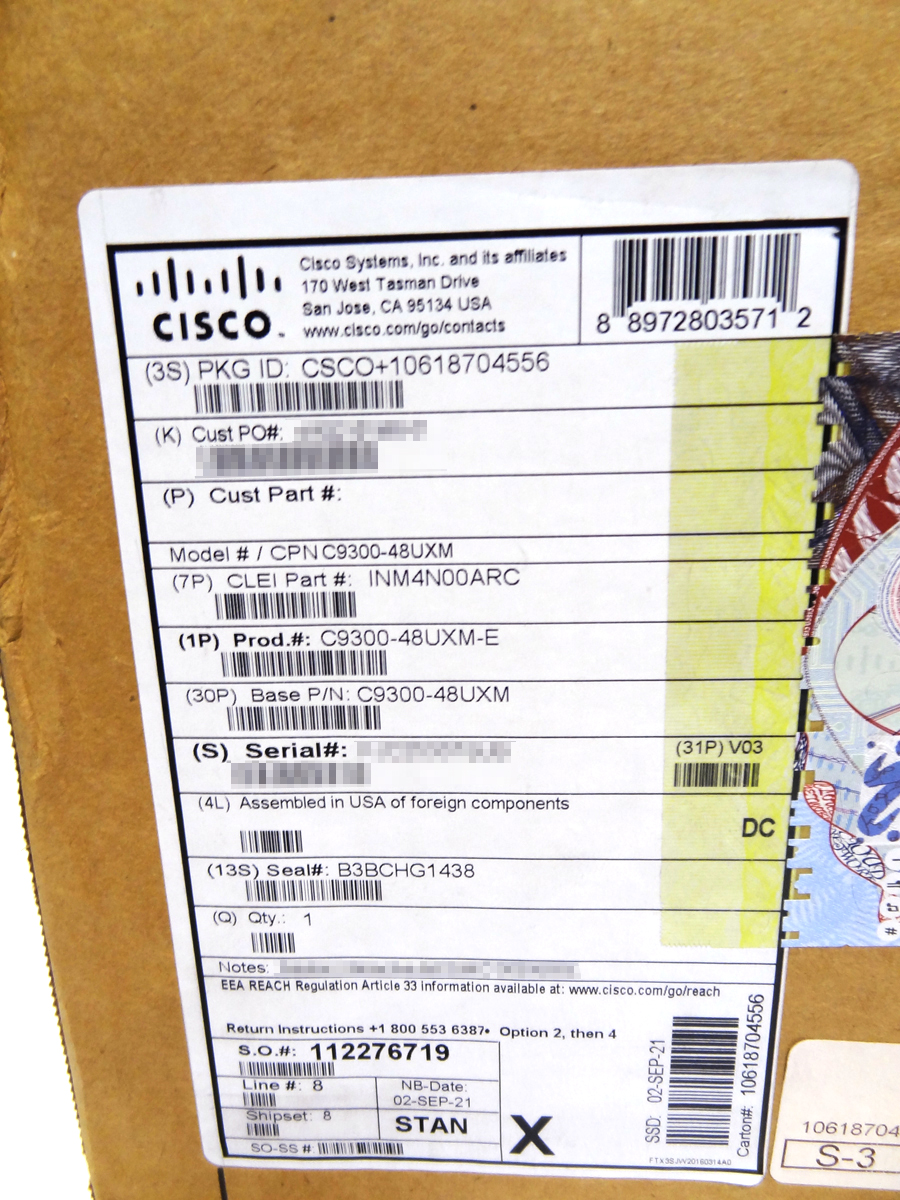 CISCO
Cisco Systems, Inc. and its affiliates
170 West Tasman Drive
San Jose, CA 95134 USA
www.cisco.com/go/contacts
8 8972803571 2
(3S) PKG ID: CSCO+10618704556
(K) Cust PO#:
(P) Cust Part #:
Model # / CPN C9300-48UXM
(7P) CLEI Part #: INM4N00ARC
(1P) Prod.#: C9300-48UXM-E
(30P) Base P/N: C9300-48UXM
(S) Serial#:
(31P) V03
(4L) Assembled in USA of foreign components
DC
(13S) Seal#: B3BCHG1438
(Q) Qty.: 1
Notes:
EEA REACH Regulation Article 33 information available at: www.cisco.com/go/reach
Return Instructions +1 800 553 6387• Option 2, then 4
S.O.#: 112276719
Line #: 8
NB-Date:
02-SEP-21
Shipset: 8
STAN
SO-SS #:
X
SSD: 02-SEP-21
Carton#: 10618704556
10618704
S-3